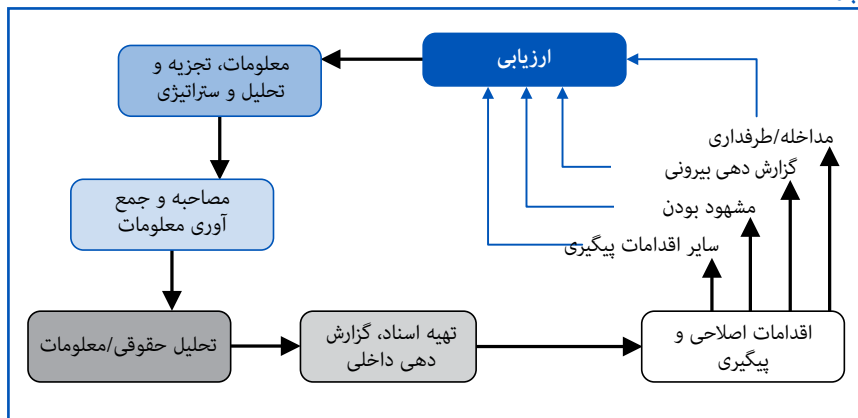 ارزیابی
معلومات، تجزیه و
تحلیل و ستراتیژی
مداخله/طرفداری
گزارش دهی بیرونی
مشهود بودن
سایر اقدامات پیگیری
مصاحبه و جمع
آوری معلومات
تحلیل حقوقی/معلومات
تهیه اسناد، گزارش
دهی داخلی
اقدامات اصلاحی و
پیگیری